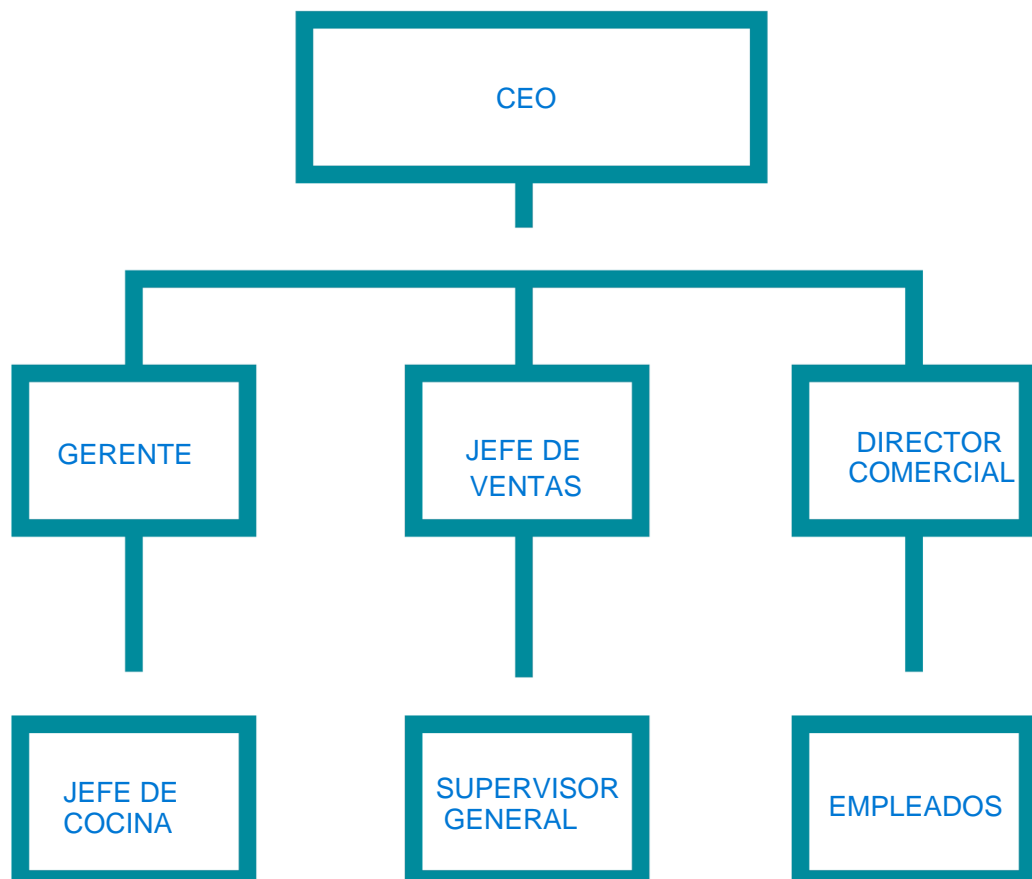 CEO
GERENTE
JEFE DE
VENTAS
DIRECTOR
COMERCIAL
JEFE DE
COCINA
SUPERVISOR
GENERAL
EMPLEADOS